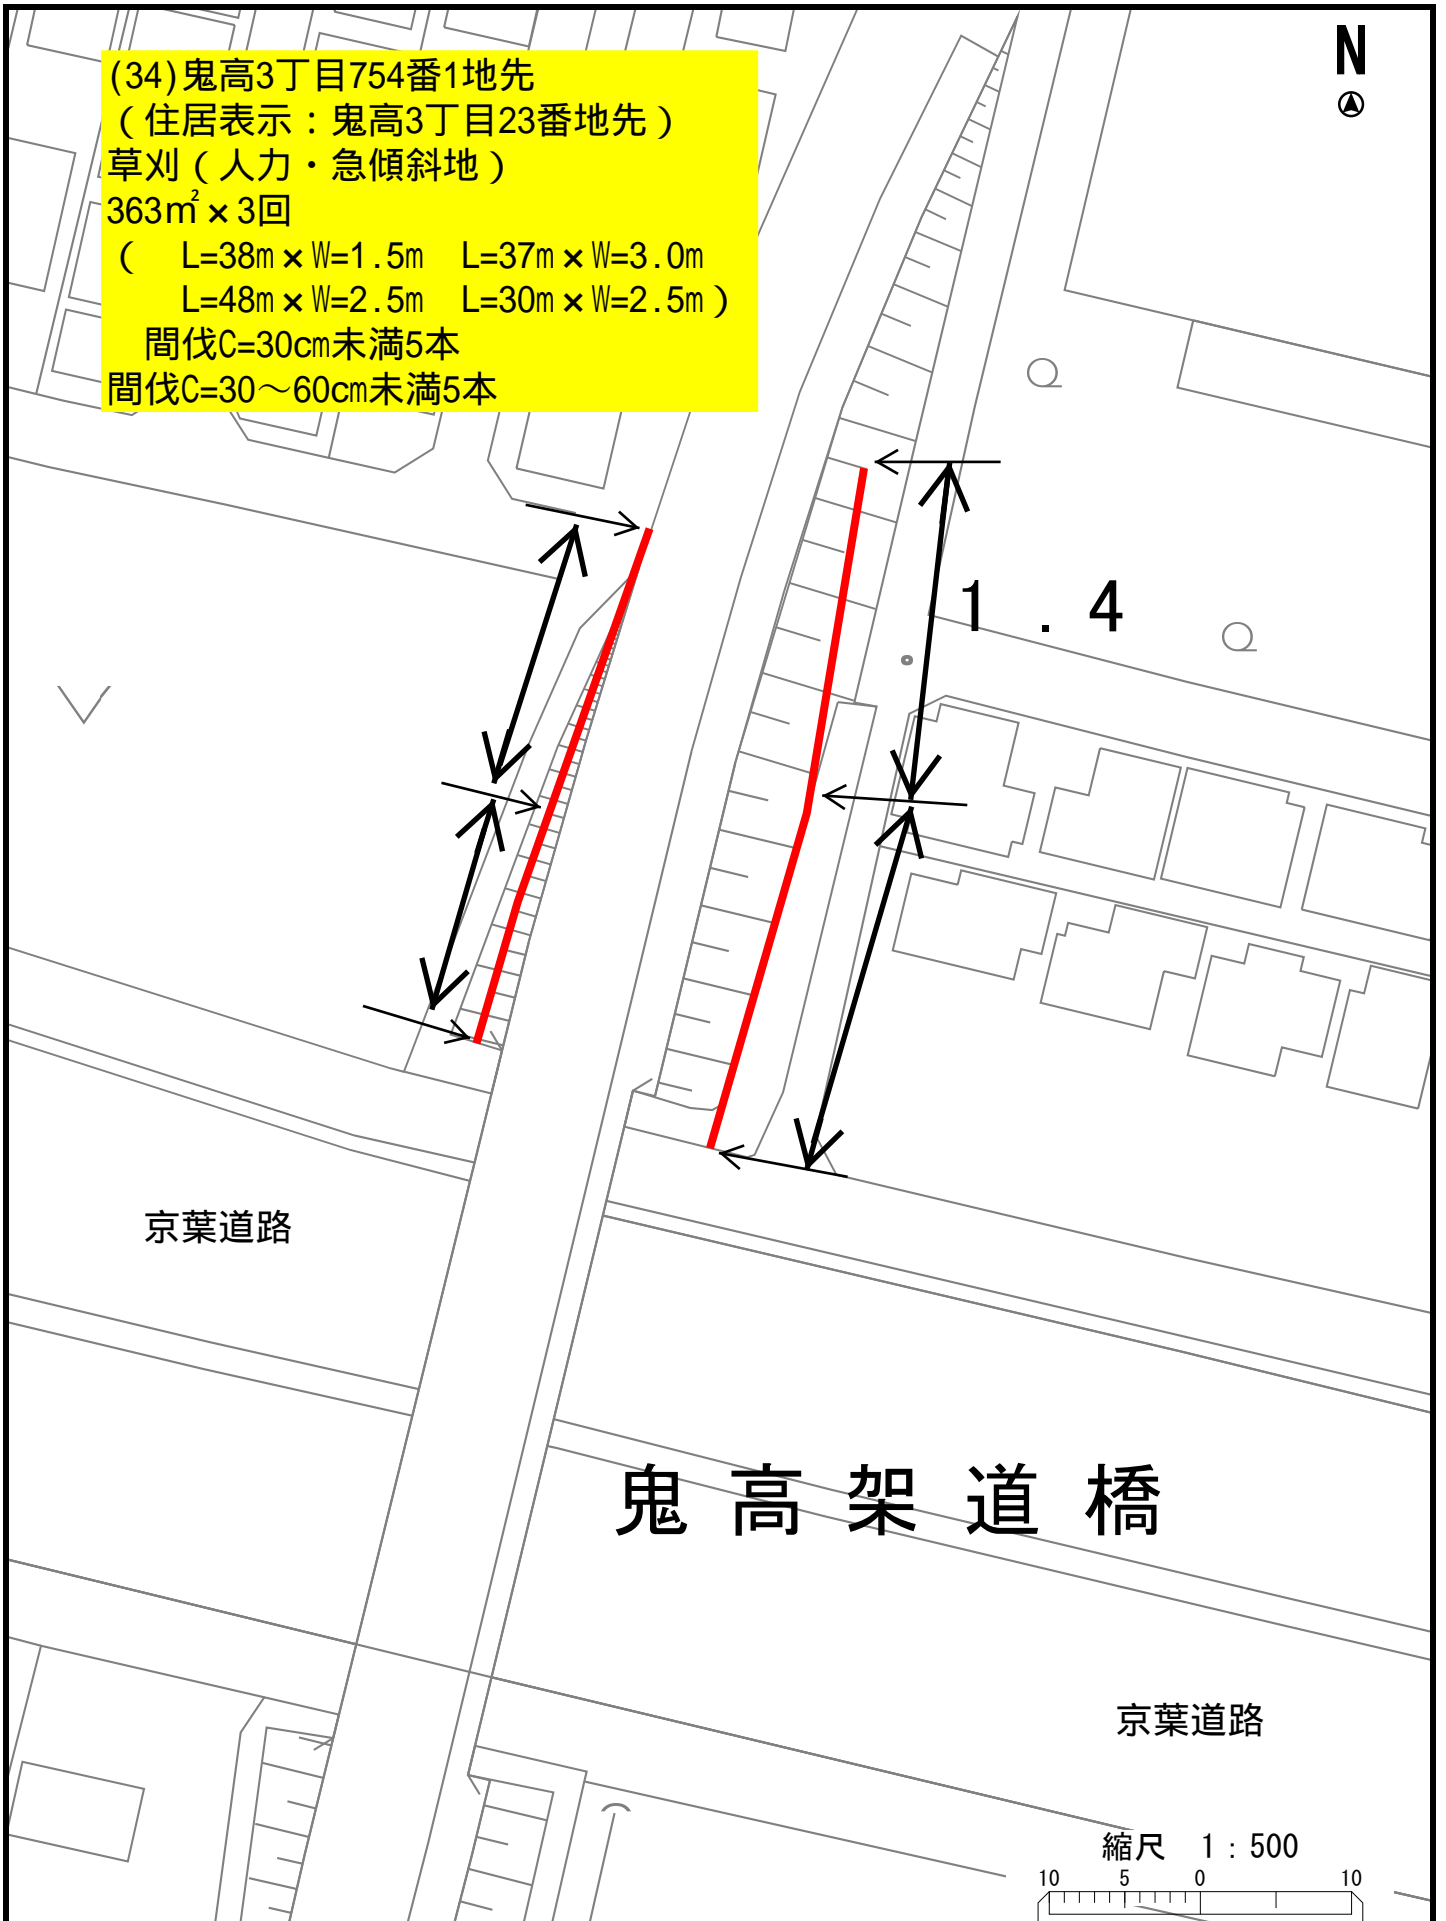 (34)鬼高3丁目754番1地先
（住居表示：鬼高3丁目23番地先）
草刈（人力・急傾斜地）
363㎡×3回
（　L=38m×W=1.5m　L=37m×W=3.0m
L=48m×W=2.5m　L=30m×W=2.5m）
間伐C=30cm未満5本
間伐C=30～60cm未満5本
N
1.4
京葉道路
鬼高架道橋
京葉道路
縮尺　1：500
10 5 0 10